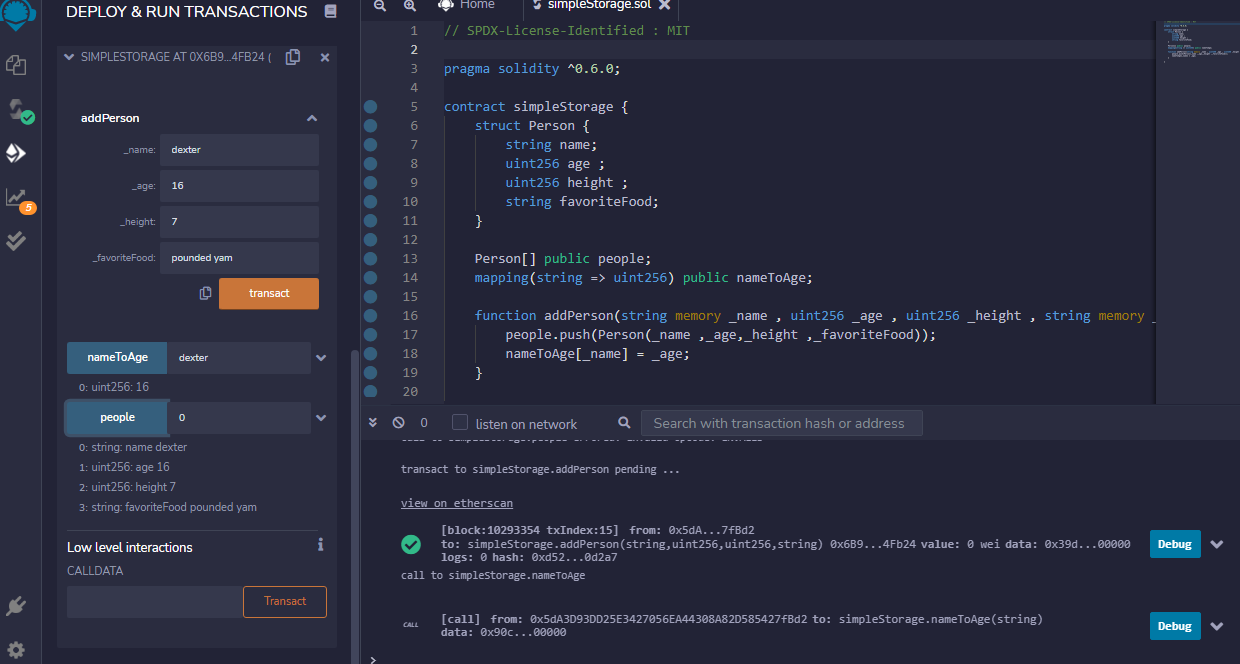 DEPLOY & RUN TRANSACTIONS
SIMPLESTORAGE AT 0X6B9...4FB24 (
addPerson
_name: dexter
_age: 16
_height: 7
_favoriteFood: pounded yam
transact
nameToAge dexter
0: uint256: 16
people 0
0: string: name dexter
1: uint256: age 16
2: uint256: height 7
3: string: favoriteFood pounded yam
Low level interactions
CALLDATA
Transact
5
Home simpleStorage.sol
1 // SPDX-License-Identified : MIT
2
3 pragma solidity ^0.6.0;
4
5 contract simpleStorage {
6 struct Person {
7 string name;
8 uint256 age ;
9 uint256 height ;
10 string favoriteFood;
11 }
12
13 Person[] public people;
14 mapping(string => uint256) public nameToAge;
15
16 function addPerson(string memory _name , uint256 _age , uint256 _height , string memory _
17 people.push(Person(_name ,_age,_height ,_favoriteFood));
18 nameToAge[_name] = _age;
19 }
20
0 listen on network Search with transaction hash or address
transact to simpleStorage.addPerson pending ...
view on etherscan
[block:10293354 txIndex:15] from: 0x5dA...7fBd2
to: simpleStorage.addPerson(string,uint256,uint256,string) 0x6B9...4Fb24 value: 0 wei data: 0x39d...00000
logs: 0 hash: 0xd52...0d2a7
Debug
call to simpleStorage.nameToAge
CALL [call] from: 0x5dA3D93DD25E3427056EA44308A82D585427fBd2 to: simpleStorage.nameToAge(string)
data: 0x90c...00000
Debug
>